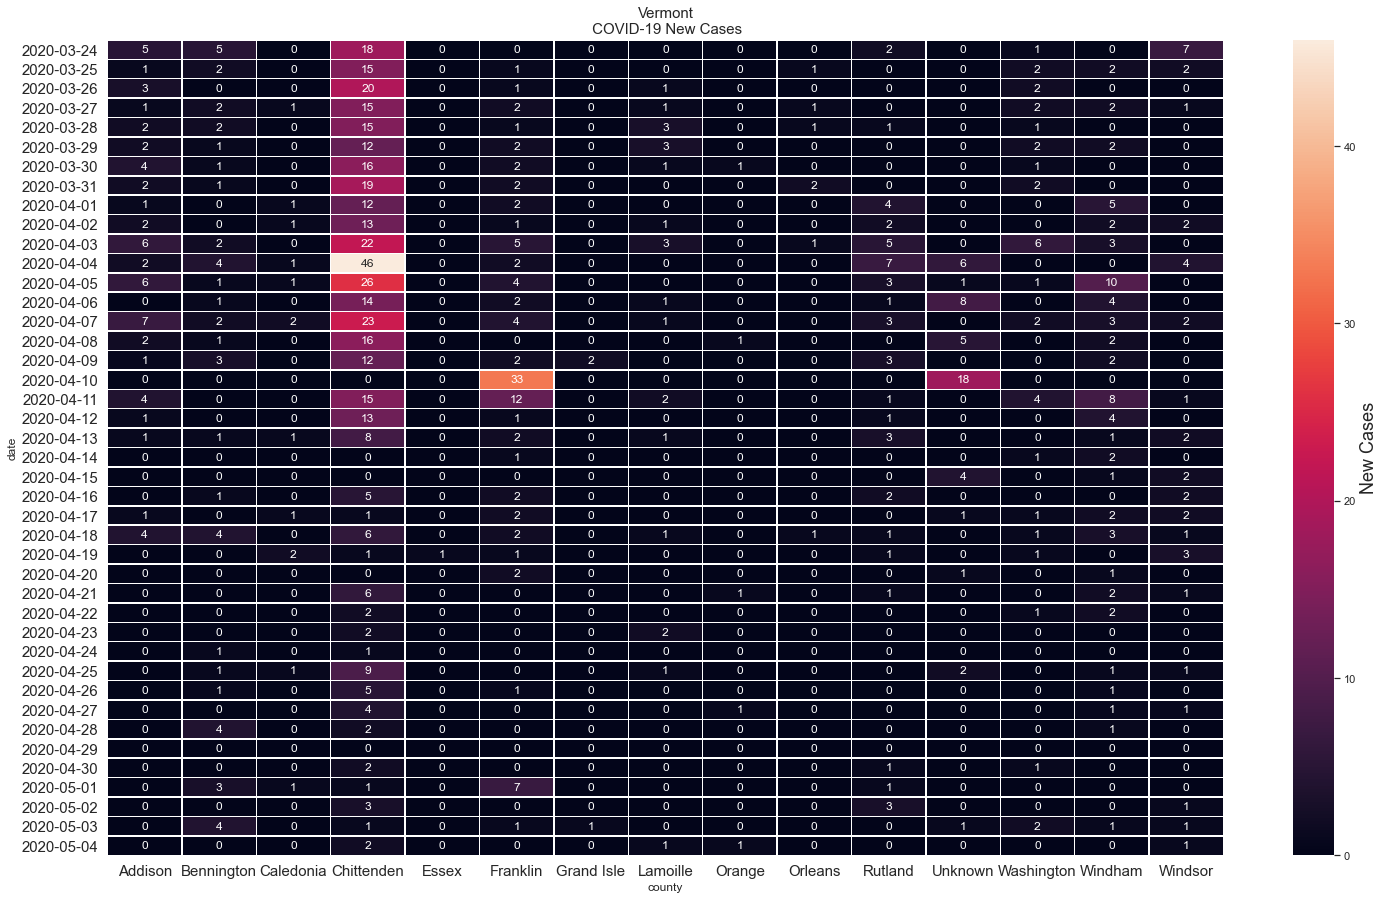 Vermont
COVID-19 New Cases
2020-03-24 5 5 0 18 0 0 0 0 0 0 2 0 1 0 7
2020-03-25 1 2 0 15 0 1 0 0 0 1 0 0 2 2 2
2020-03-26 3 0 0 20 0 1 0 1 0 0 0 0 2 0 0
2020-03-27 1 2 1 15 0 2 0 1 0 1 0 0 2 2 1
2020-03-28 2 2 0 15 0 1 0 3 0 1 1 0 1 0 0
2020-03-29 2 1 0 12 0 2 0 3 0 0 0 0 2 2 0
2020-03-30 4 1 0 16 0 2 0 1 1 0 0 0 1 0 0
2020-03-31 2 1 0 19 0 2 0 0 0 2 0 0 2 0 0
2020-04-01 1 0 1 12 0 2 0 0 0 0 4 0 0 5 0
2020-04-02 2 0 1 13 0 1 0 1 0 0 2 0 0 2 2
2020-04-03 6 2 0 22 0 5 0 3 0 1 5 0 6 3 0
2020-04-04 2 4 1 46 0 2 0 0 0 0 7 6 0 0 4
2020-04-05 6 1 1 26 0 4 0 0 0 0 3 1 1 10 0
2020-04-06 0 1 0 14 0 2 0 1 0 0 1 8 0 4 0
2020-04-07 7 2 2 23 0 4 0 1 0 0 3 0 2 3 2
2020-04-08 2 1 0 16 0 0 0 0 1 0 0 5 0 2 0
2020-04-09 1 3 0 12 0 2 2 0 0 0 3 0 0 2 0
2020-04-10 0 0 0 0 0 33 0 0 0 0 0 18 0 0 0
2020-04-11 4 0 0 15 0 12 0 2 0 0 1 0 4 8 1
2020-04-12 1 0 0 13 0 1 0 0 0 0 1 0 0 4 0
2020-04-13 1 1 1 8 0 2 0 1 0 0 3 0 0 1 2
2020-04-14 0 0 0 0 0 1 0 0 0 0 0 0 1 2 0
2020-04-15 0 0 0 0 0 0 0 0 0 0 0 4 0 1 2
2020-04-16 0 1 0 5 0 2 0 0 0 0 2 0 0 0 2
2020-04-17 1 0 1 1 0 2 0 0 0 0 0 1 1 2 2
2020-04-18 4 4 0 6 0 2 0 1 0 1 1 0 1 3 1
2020-04-19 0 0 2 1 1 1 0 0 0 0 1 0 1 0 3
2020-04-20 0 0 0 0 0 2 0 0 0 0 0 1 0 1 0
2020-04-21 0 0 0 6 0 0 0 0 1 0 1 0 0 2 1
2020-04-22 0 0 0 2 0 0 0 0 0 0 0 0 1 2 0
2020-04-23 0 0 0 2 0 0 0 2 0 0 0 0 0 0 0
2020-04-24 0 1 0 1 0 0 0 0 0 0 0 0 0 0 0
2020-04-25 0 1 1 9 0 0 0 1 0 0 0 2 0 1 1
2020-04-26 0 1 0 5 0 1 0 0 0 0 0 0 0 1 0
2020-04-27 0 0 0 4 0 0 0 0 1 0 0 0 0 1 1
2020-04-28 0 4 0 2 0 0 0 0 0 0 0 0 0 1 0
2020-04-29 0 0 0 0 0 0 0 0 0 0 0 0 0 0 0
2020-04-30 0 0 0 2 0 0 0 0 0 0 1 0 1 0 0
2020-05-01 0 3 1 1 0 7 0 0 0 0 1 0 0 0 0
2020-05-02 0 0 0 3 0 0 0 0 0 0 3 0 0 0 1
2020-05-03 0 4 0 1 0 1 1 0 0 0 0 1 2 1 1
2020-05-04 0 0 0 2 0 0 0 1 1 0 0 0 0 0 1
Addison Bennington Caledonia Chittenden Essex Franklin Grand Isle Lamoille Orange Orleans Rutland Unknown Washington Windham Windsor
county
date
40
30
20
10
0
New Cases